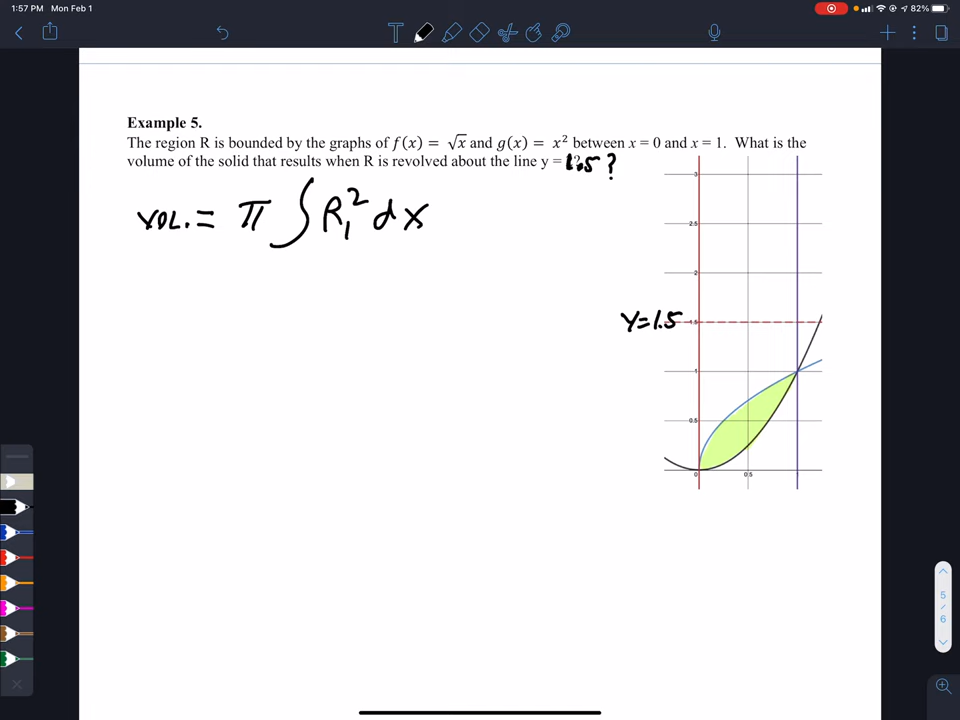 1:57 PM Mon Feb 1
82%
T
Example 5.
The region R is bounded by the graphs of f(x) = √x and g(x) = x² between x = 0 and x = 1. What is the
volume of the solid that results when R is revolved about the line y = 1.5?
VOL. = π ∫ R₁² dx
3
2.5
2
Y=1.5
1.5
1
0.5
0
0.5
5
/
6